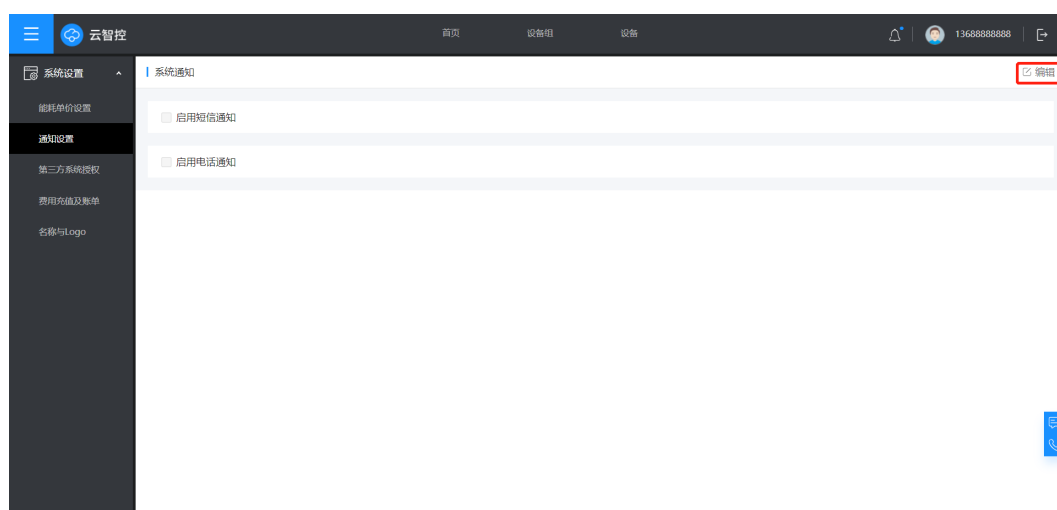 云智控
首页
设备组
设备
13688888888
系统设置
能耗单价设置
通知设置
第三方系统授权
费用充值及账单
名称与Logo
系统通知
编辑
启用短信通知
启用电话通知